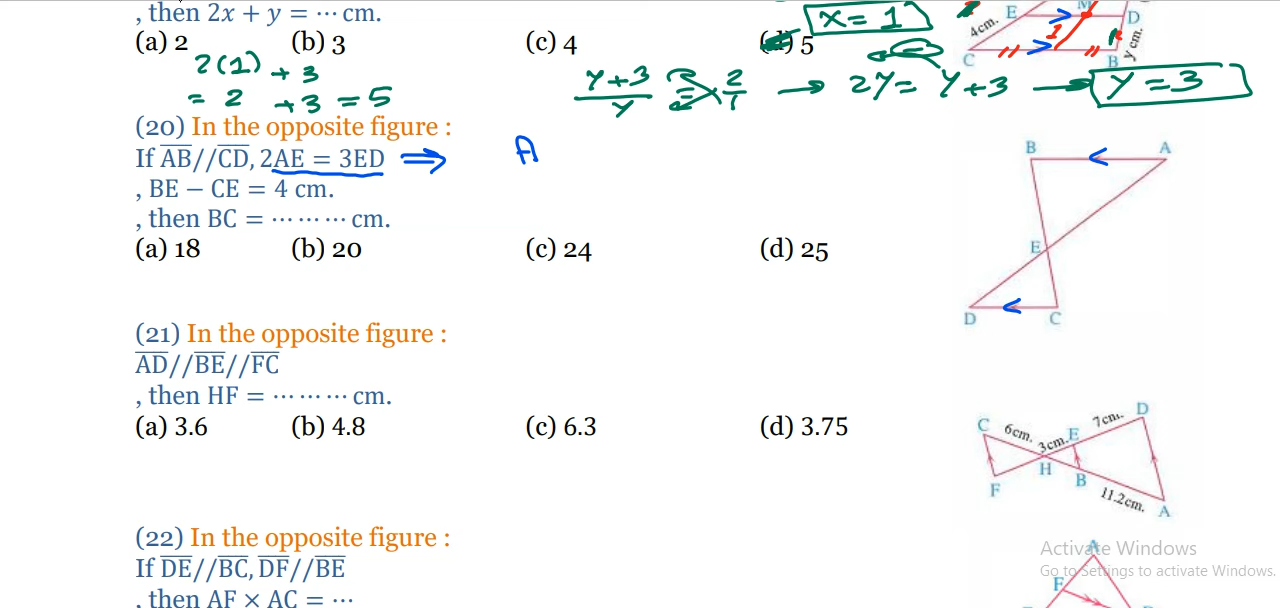 , then 2x + y = ⋯ cm.
(a) 2 (b) 3 (c) 4 (d) 5
x = 1
2(1) + 3
= 2 + 3 = 5
y+3/y = 2/1 → 2y = y+3 → y = 3
E M D
4cm. 1 y cm.
C B
(20) In the opposite figure :
If AB//CD, 2AE = 3ED ⇒ A
, BE − CE = 4 cm.
, then BC = ⋯ ⋯ ⋯ cm.
(a) 18 (b) 20 (c) 24 (d) 25
B A
E
D C
(21) In the opposite figure :
AD//BE//FC
, then HF = ⋯ ⋯ ⋯ cm.
(a) 3.6 (b) 4.8 (c) 6.3 (d) 3.75
C 6cm. 3cm. E 7cm. D
F H B 11.2cm. A
(22) In the opposite figure :
If DE//BC, DF//BE
, then AF × AC = ⋯
A
F
Activate Windows
Go to Settings to activate Windows.